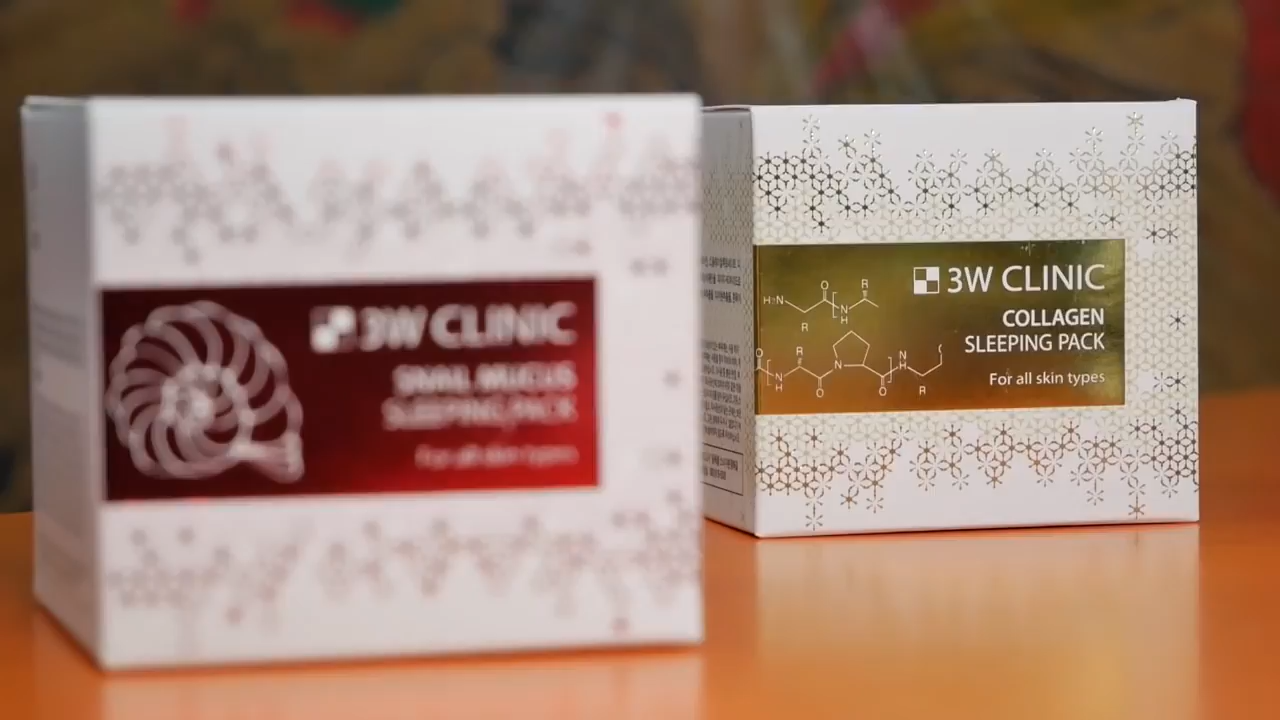 3W CLINIC
SNAIL MUCUS
SLEEPING PACK
For all skin types
3W CLINIC
COLLAGEN
SLEEPING PACK
For all skin types
H₂N
O
R
N
H
R
O
N
H
R
O
N
O
N
H
R